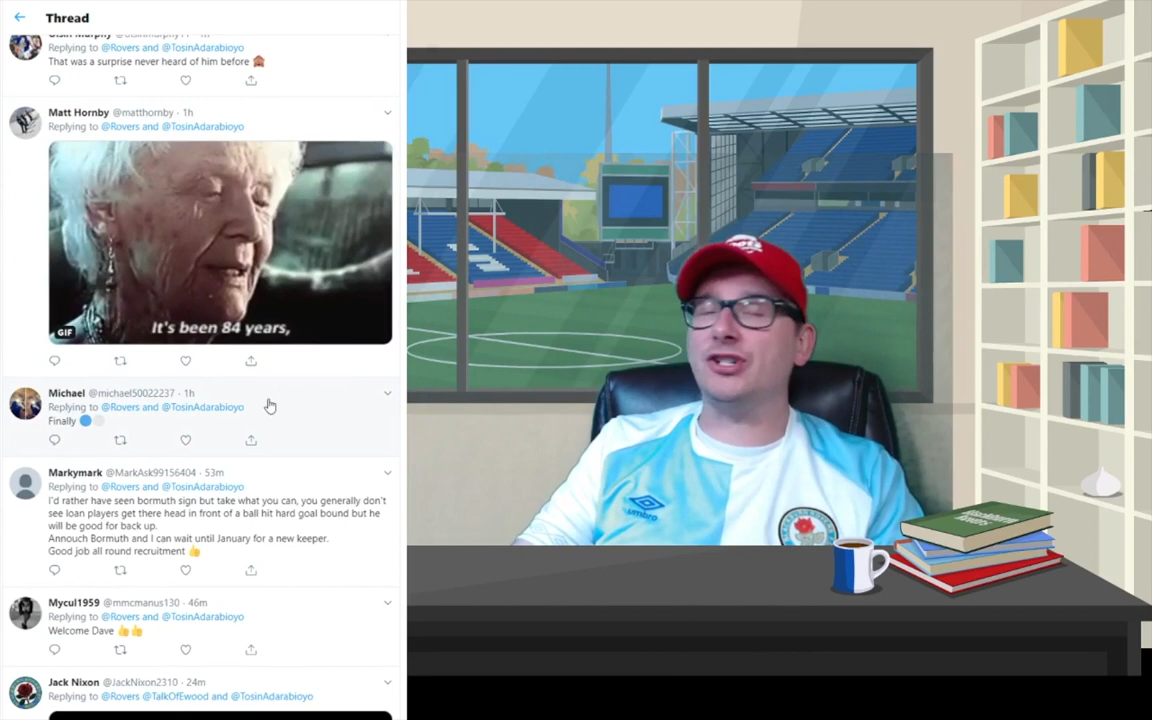 Thread
Replying to @Rovers and @TosinAdarabioyo
That was a surprise never heard of him before
Matt Hornby @matthornby · 1h
Replying to @Rovers and @TosinAdarabioyo
It's been 84 years,
GIF
Michael @michael50022237 · 1h
Replying to @Rovers and @TosinAdarabioyo
Finally
Markymark @MarkAsk99156404 · 53m
Replying to @Rovers and @TosinAdarabioyo
I'd rather have seen bormuth sign but take what you can, you generally don't
see loan players get there head in front of a ball hit hard goal bound but he
will be good for back up.
Annouch Bormuth and I can wait until January for a new keeper.
Good job all round recruitment
Mycul1959 @mmcmanus130 · 46m
Replying to @Rovers and @TosinAdarabioyo
Welcome Dave
Jack Nixon @JackNixon2310 · 24m
Replying to @Rovers @TalkOfEwood and @TosinAdarabioyo
umbro
Blackburn
Rovers